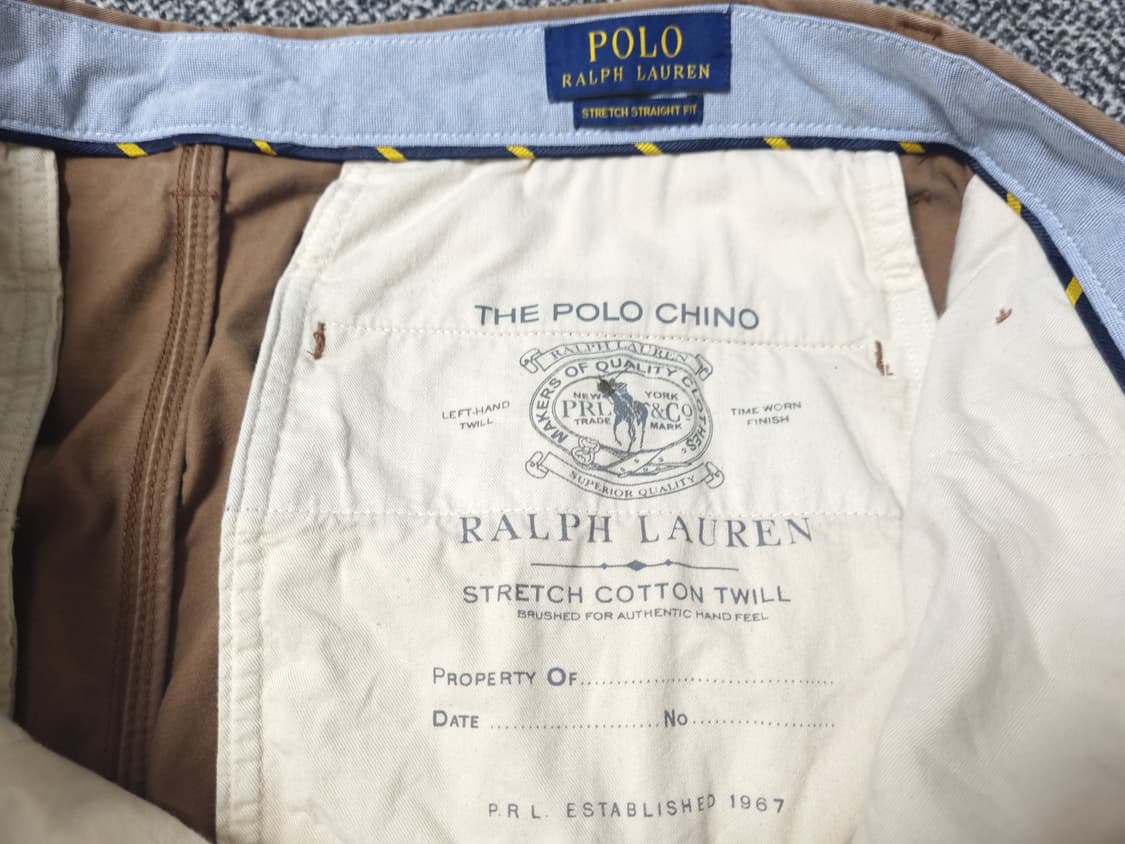 POLO
RALPH LAUREN
STRETCH STRAIGHT FIT
THE POLO CHINO
RALPH LAUREN
MAKERS OF QUALITY CLOTHES
LEFT-HAND
TWILL
NEW YORK
PRL &Co
TRADE MARK
TIME WORN
FINISH
SUPERIOR QUALITY
RALPH LAUREN
STRETCH COTTON TWILL
BRUSHED FOR AUTHENTIC HAND FEEL
PROPERTY OF
DATE No
P.R.L. ESTABLISHED 1967